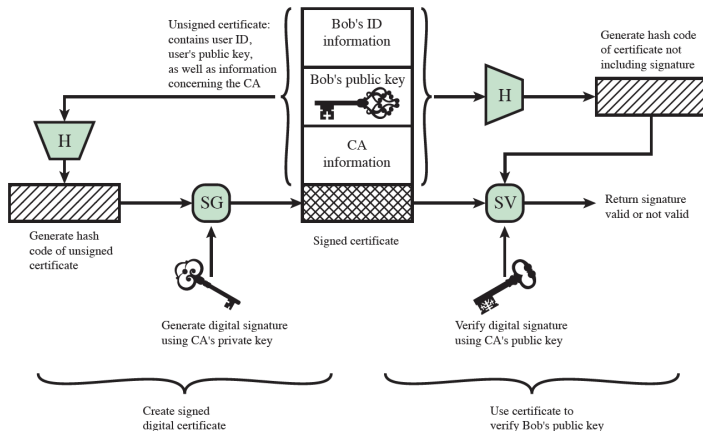 Unsigned certificate:
contains user ID,
user's public key,
as well as information
concerning the CA
Bob's ID
information
Bob's public key
CA
information
Generate hash code
of certificate not
including signature
H
H
SG
SV
Generate hash
code of unsigned
certificate
Signed certificate
Return signature
valid or not valid
Generate digital signature
using CA's private key
Verify digital signature
using CA's public key
Create signed
digital certificate
Use certificate to
verify Bob's public key